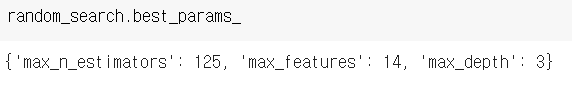 random_search.best_params_
{'max_n_estimators': 125, 'max_features': 14, 'max_depth': 3}